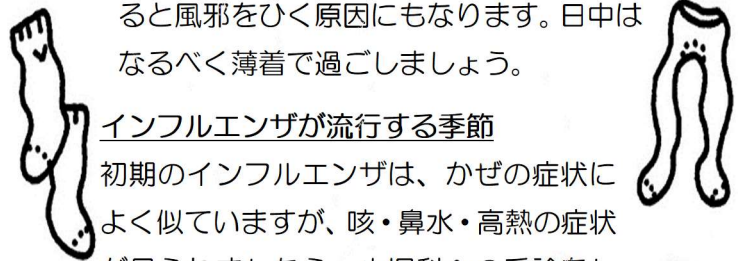 ると風邪をひく原因にもなります。日中は
なるべく薄着で過ごしましょう。
インフルエンザが流行する季節
初期のインフルエンザは、かぜの症状に
よく似ていますが、咳・鼻水・高熱の症状